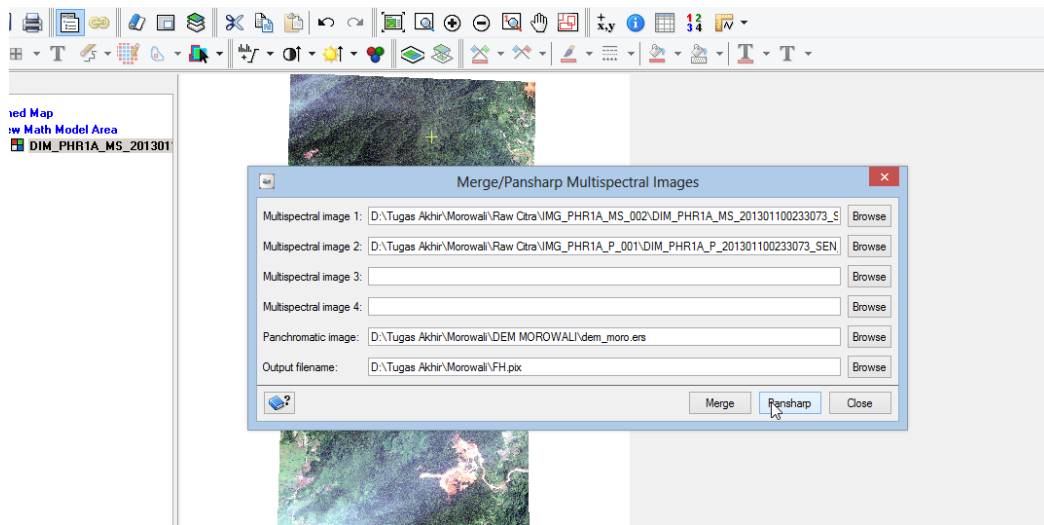 x,y
1 2
3 4
T
T
T
ned Map
ew Math Model Area
DIM_PHR1A_MS_201301
Merge/Pansharp Multispectral Images
Multispectral image 1: D:\Tugas Akhir\Morowali\Raw Citra\IMG_PHR1A_MS_002\DIM_PHR1A_MS_201301100233073_S Browse
Multispectral image 2: D:\Tugas Akhir\Morowali\Raw Citra\IMG_PHR1A_P_001\DIM_PHR1A_P_201301100233073_SEN_ Browse
Multispectral image 3: Browse
Multispectral image 4: Browse
Panchromatic image: D:\Tugas Akhir\Morowali\DEM MOROWALI\dem_moro.ers Browse
Output filename: D:\Tugas Akhir\Morowali\FH.pix Browse
Merge Pansharp Close